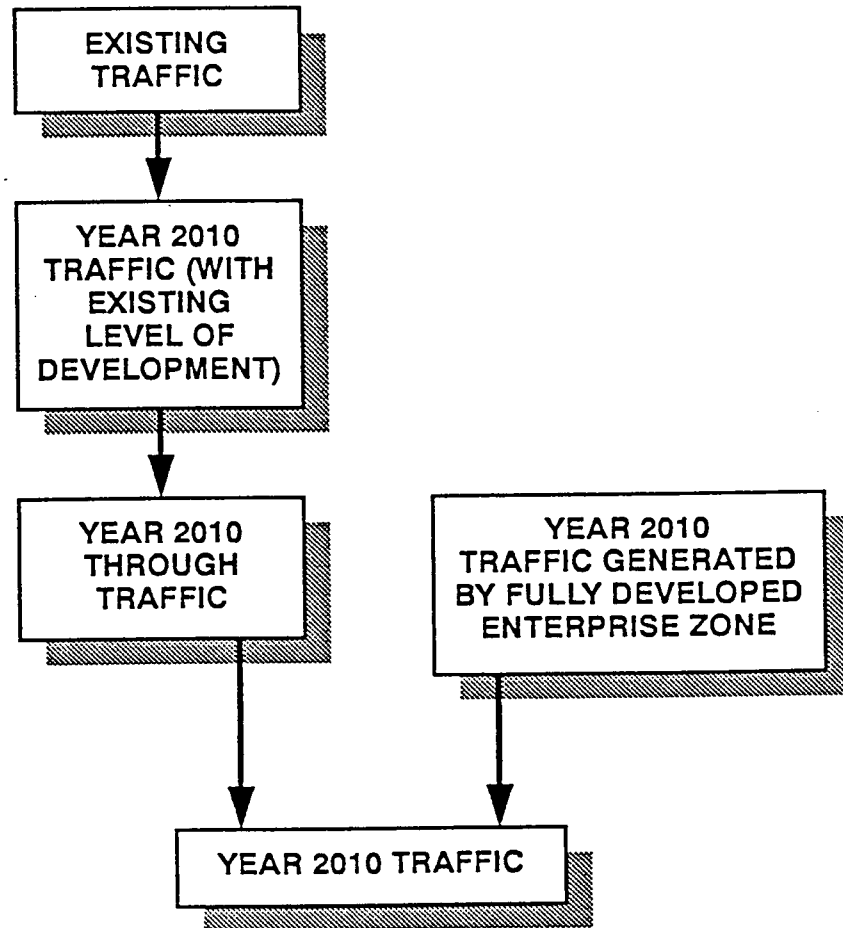 EXISTING
TRAFFIC
YEAR 2010
TRAFFIC (WITH
EXISTING
LEVEL OF
DEVELOPMENT)
YEAR 2010
THROUGH
TRAFFIC
YEAR 2010
TRAFFIC GENERATED
BY FULLY DEVELOPED
ENTERPRISE ZONE
YEAR 2010 TRAFFIC